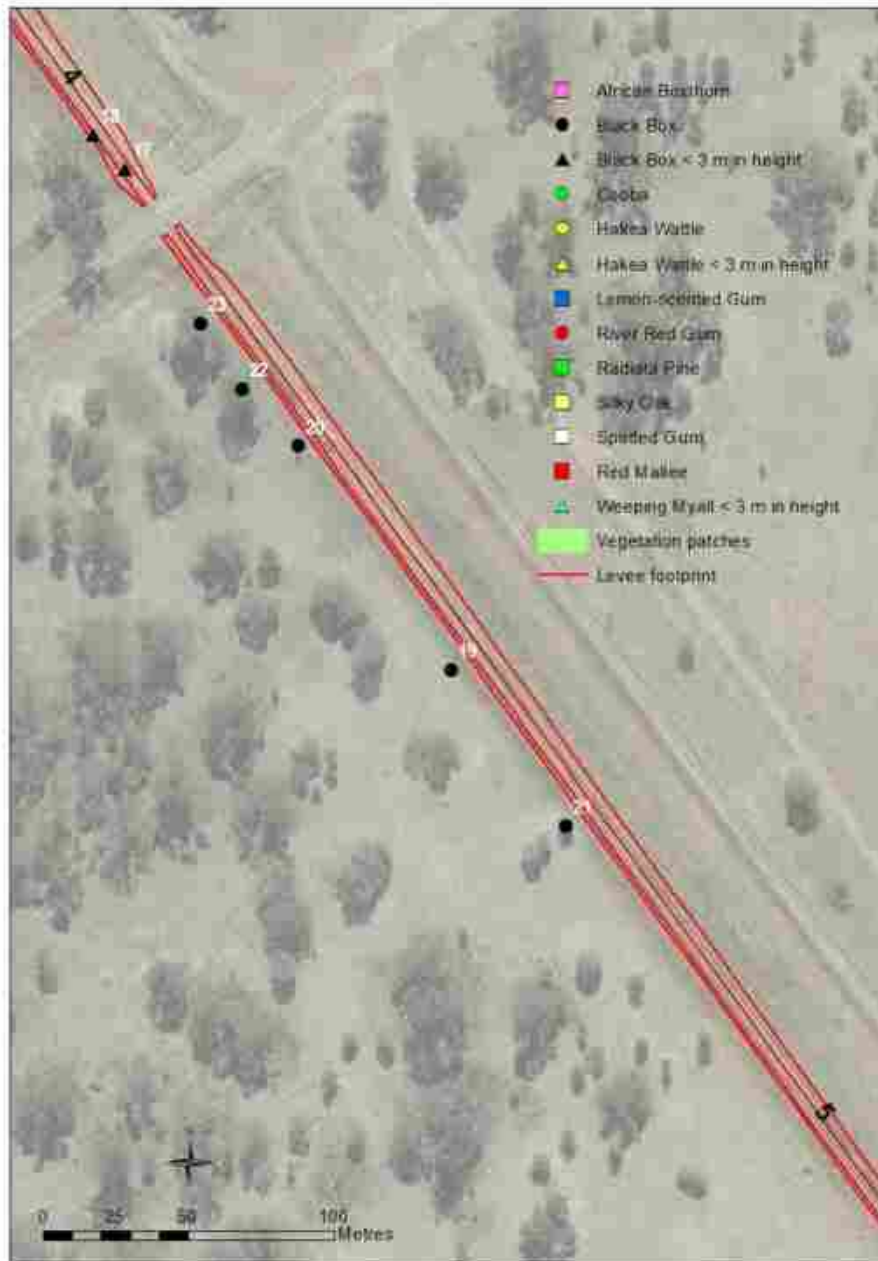 4
18
17
23
22
20
19
21
5
African Boxthorn
Black Box
Black Box < 3 m in height
Cooba
Hakea Wattle
Hakea Wattle < 3 m in height
Lemon-scented Gum
River Red Gum
Radiata Pine
Silky Oak
Spotted Gum
Red Mallee
Weeping Myall < 3 m in height
Vegetation patches
Levee footprint
0 25 50 100
Metres